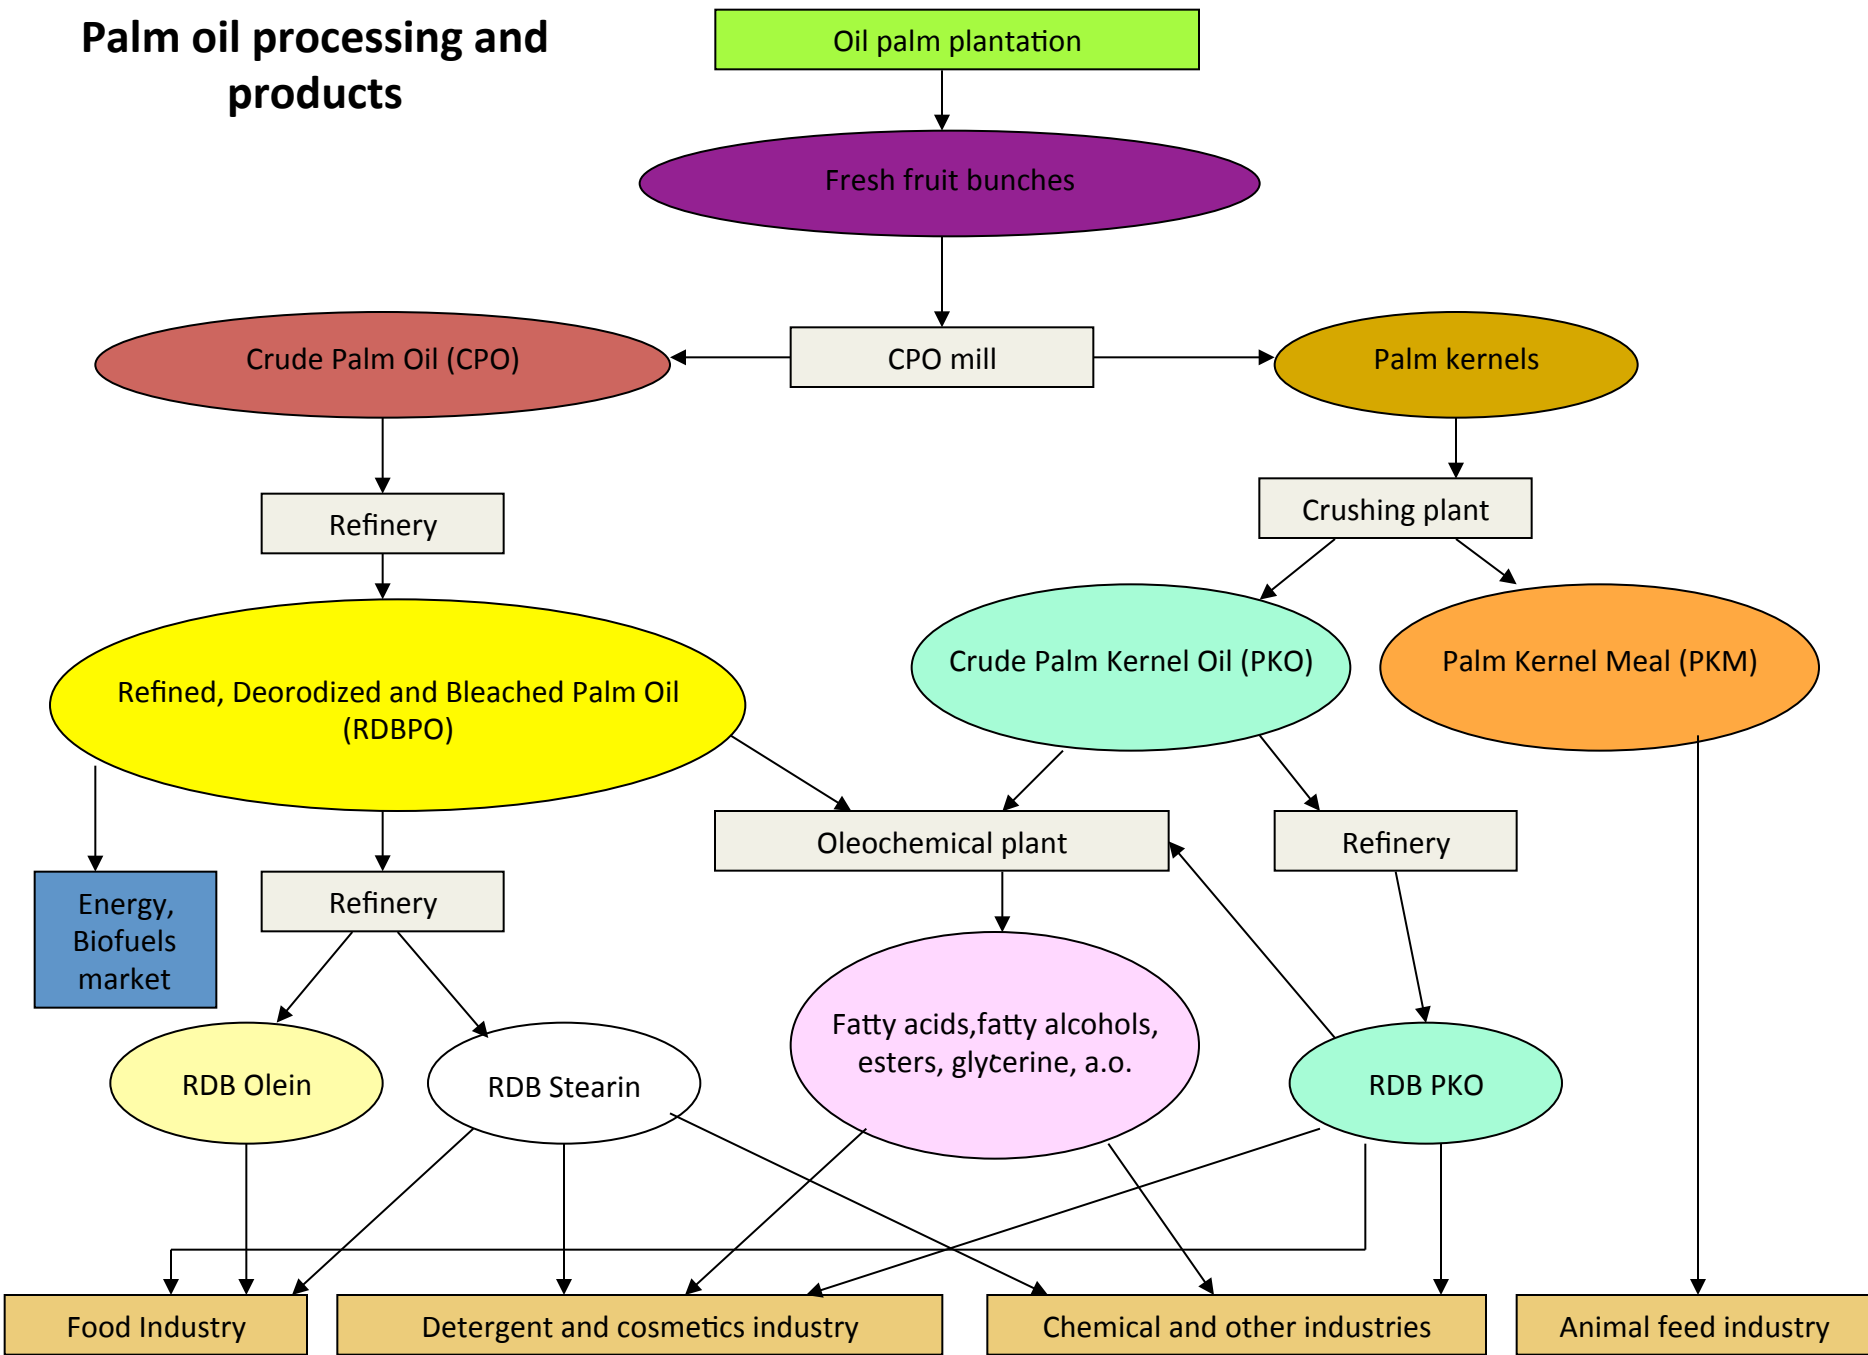 Palm oil processing and
products
Oil palm plantation
Fresh fruit bunches
Crude Palm Oil (CPO)
CPO mill
Palm kernels
Refinery
Crushing plant
Refined, Deorodized and Bleached Palm Oil
(RDBPO)
Crude Palm Kernel Oil (PKO)
Palm Kernel Meal (PKM)
Oleochemical plant
Refinery
Energy,
Biofuels
market
Refinery
Fatty acids,fatty alcohols,
esters, glycerine, a.o.
RDB Olein
RDB Stearin
RDB PKO
Food Industry
Detergent and cosmetics industry
Chemical and other industries
Animal feed industry